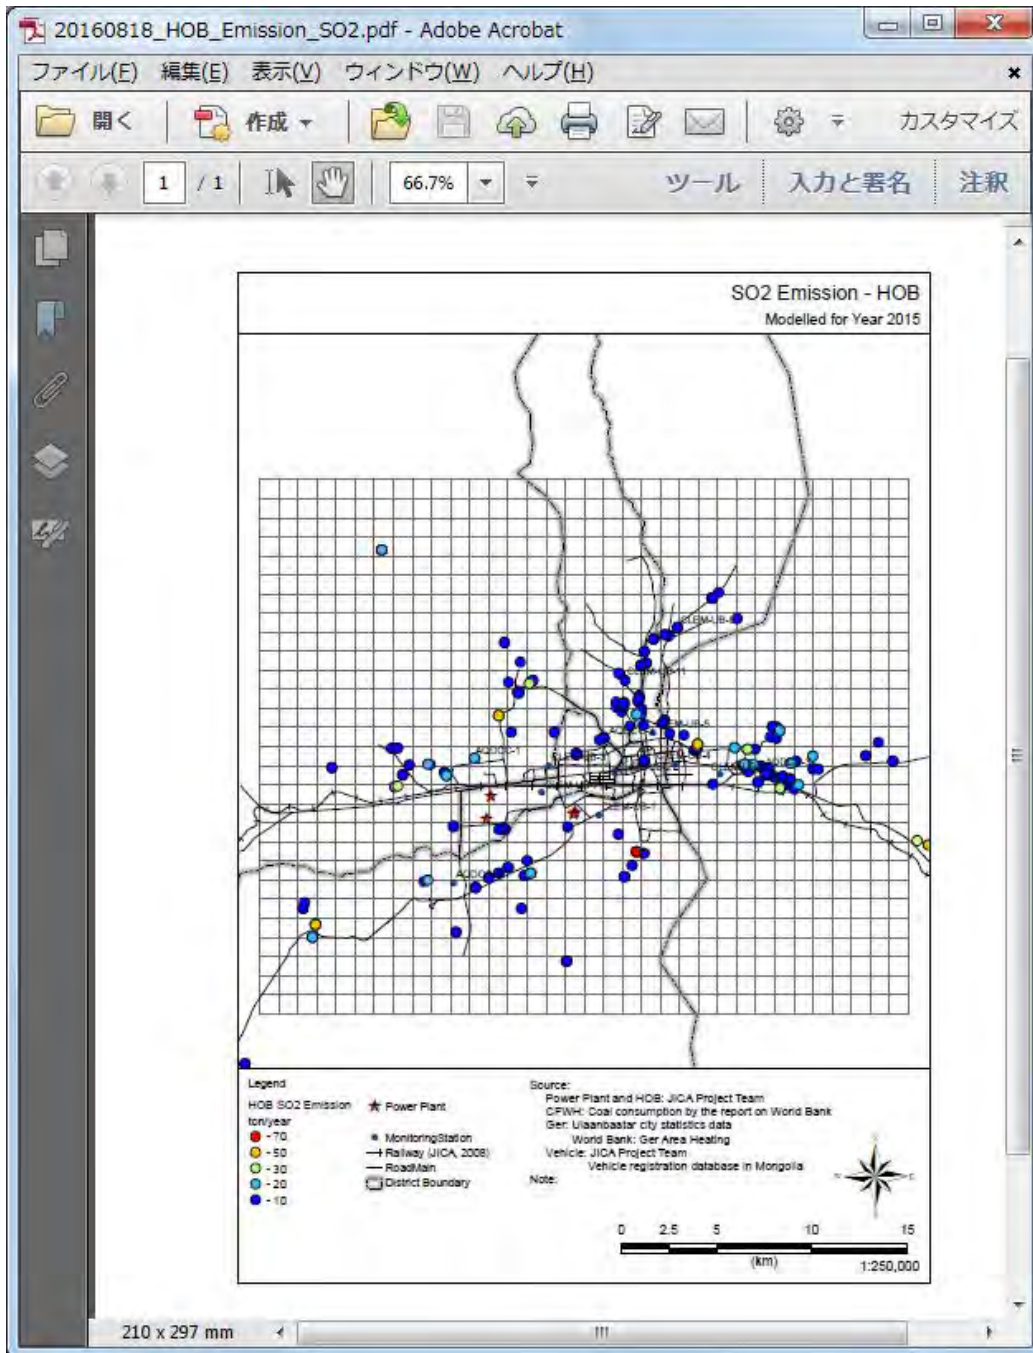 20160818_HOB_Emission_SO2.pdf - Adobe Acrobat
ファイル(F) 編集(E) 表示(V) ウィンドウ(W) ヘルプ(H)
開く 作成 カスタマイズ
1 / 1 66.7% ツール 入力と署名 注釈
SO2 Emission - HOB
Modelled for Year 2015
CLEM-UB-11
AQDCC-1
Legend
HOB SO2 Emission
ton/year
- 70
- 50
- 30
- 20
- 10
Power Plant
MonitoringStation
Railway (JICA, 2008)
RoadMain
District Boundary
Source:
Power Plant and HOB: JICA Project Team
CFWH: Coal consumption by the report on World Bank
Ger: Ulaanbaatar city statistics data
World Bank: Ger Area Heating
Vehicle: JICA Project Team
Vehicle registration database in Mongolia
Note:
0 2.5 5 10 15
(km)
1:250,000
210 x 297 mm